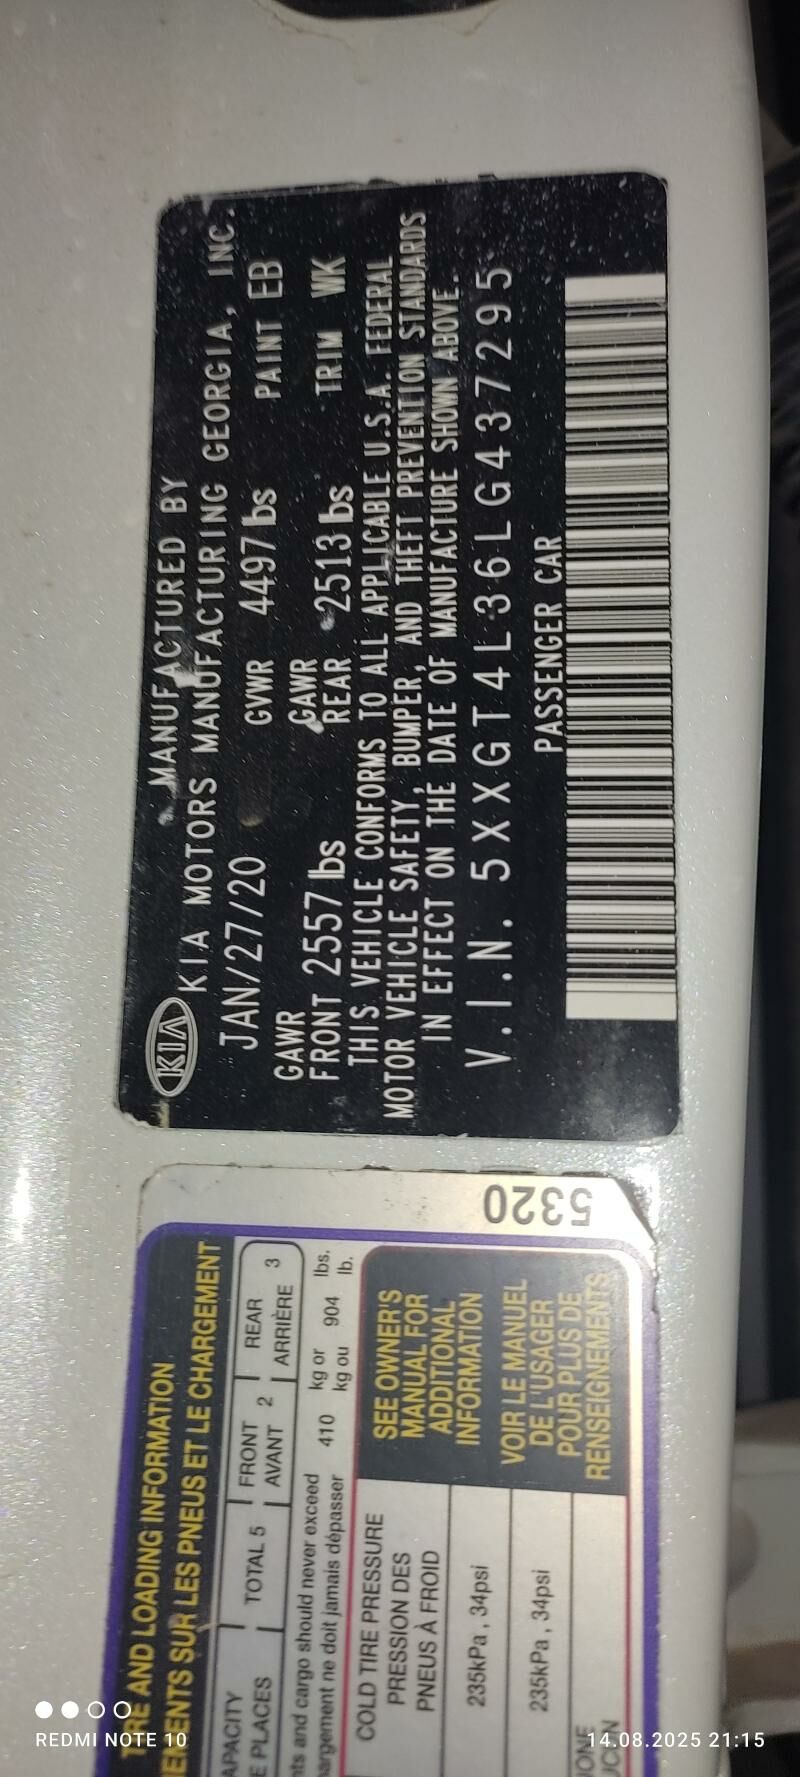 KIA
MANUFACTURED BY
KIA MOTORS MANUFACTURING GEORGIA, INC.
JAN/27/20 GVWR 4497 lbs PAINT EB
GAWR GAWR
FRONT 2557 lbs REAR 2513 lbs TRIM WK
THIS VEHICLE CONFORMS TO ALL APPLICABLE U.S.A. FEDERAL
MOTOR VEHICLE SAFETY, BUMPER, AND THEFT PREVENTION STANDARDS
IN EFFECT ON THE DATE OF MANUFACTURE SHOWN ABOVE.
V.I.N. 5XXGT4L36LG437295
PASSENGER CAR
TIRE AND LOADING INFORMATION
SUR LES PNEUS ET LE CHARGEMENT
TOTAL 5 FRONT AVANT 2 REAR ARRIÈRE 3
PLACES
and cargo should never exceed 410 kg or 904 lbs.
ne doit jamais dépasser kg ou lb.
COLD TIRE PRESSURE
PRESSION DES
PNEUS À FROID
235kPa, 34psi
235kPa, 34psi
SEE OWNER'S
MANUAL FOR
ADDITIONAL
INFORMATION
VOIR LE MANUEL
DE L'USAGER
POUR PLUS DE
RENSEIGNEMENTS
5320
REDMI NOTE 10
14.08.2025 21:15